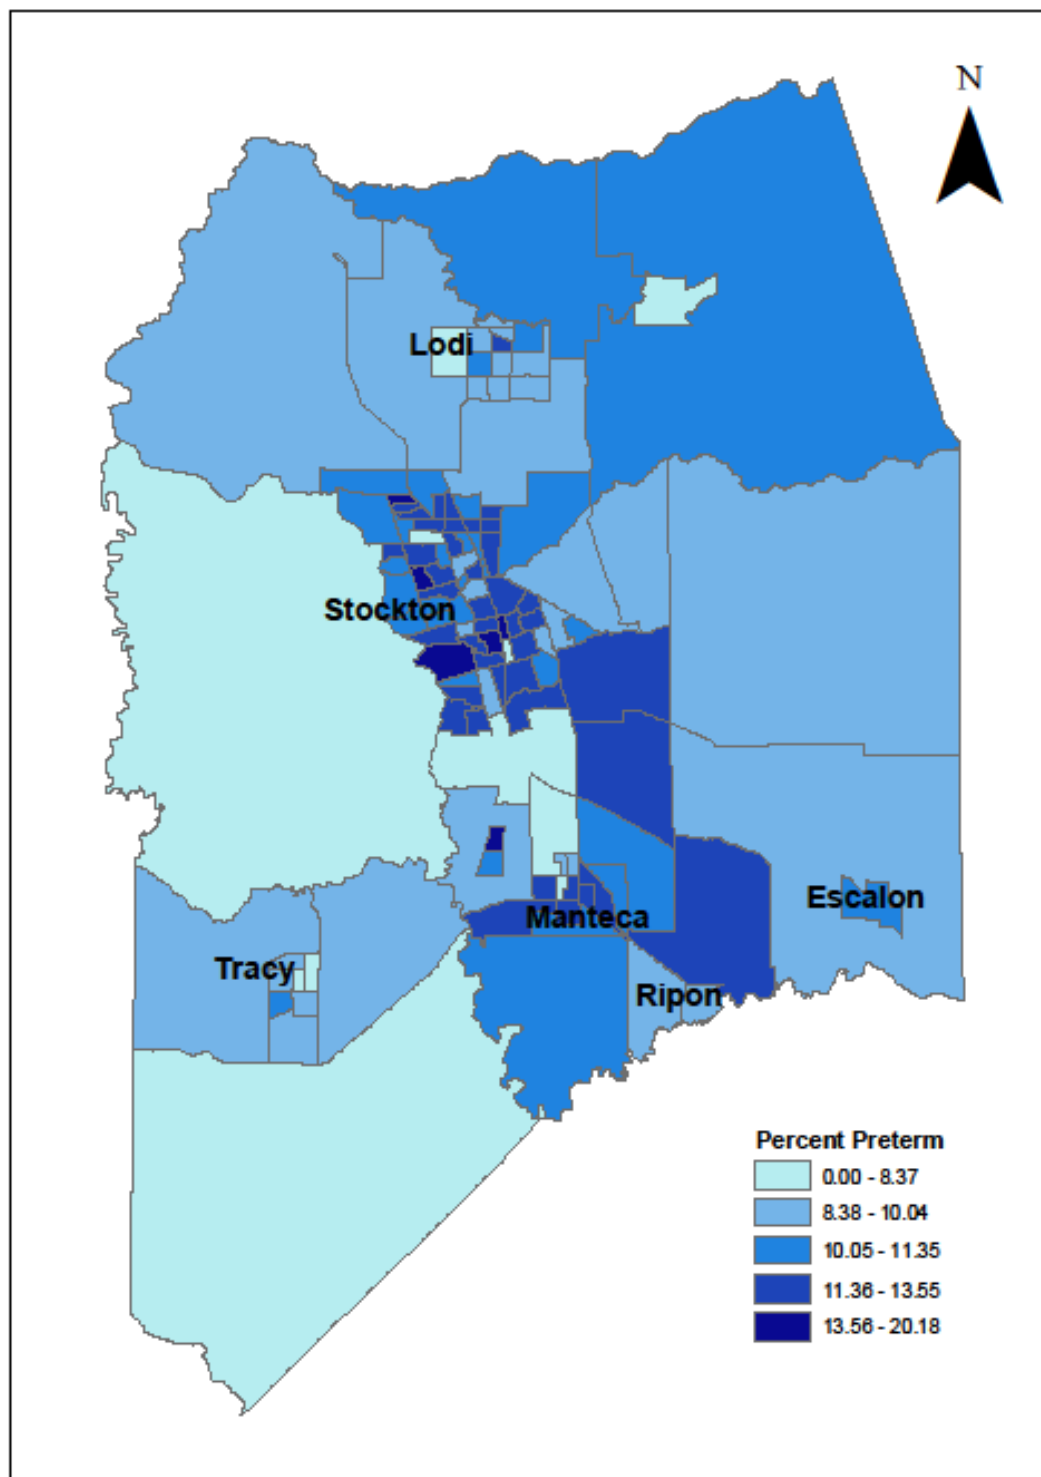 N
Lodi
Stockton
Escalon
Manteca
Tracy
Ripon
Percent Preterm
0.00 - 8.37
8.38 - 10.04
10.05 - 11.35
11.36 - 13.55
13.56 - 20.18